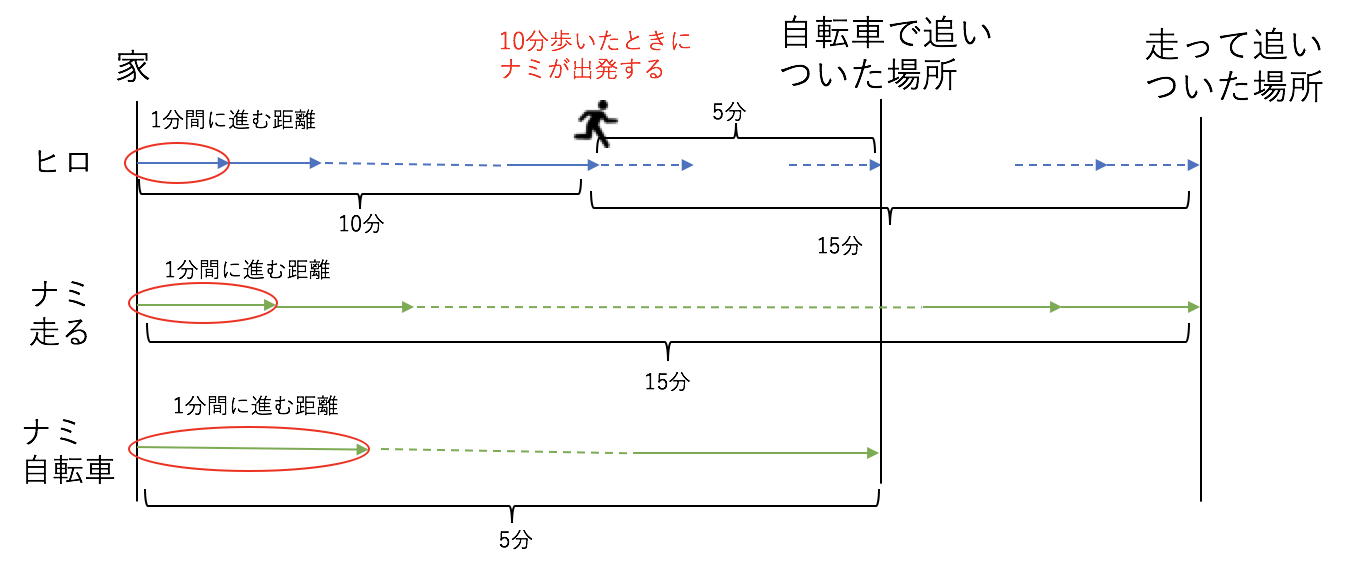 家
10分歩いたときに
ナミが出発する
自転車で追い
ついた場所
走って追い
ついた場所
1分間に進む距離
5分
ヒロ
10分
15分
1分間に進む距離
ナミ
走る
15分
1分間に進む距離
ナミ
自転車
5分